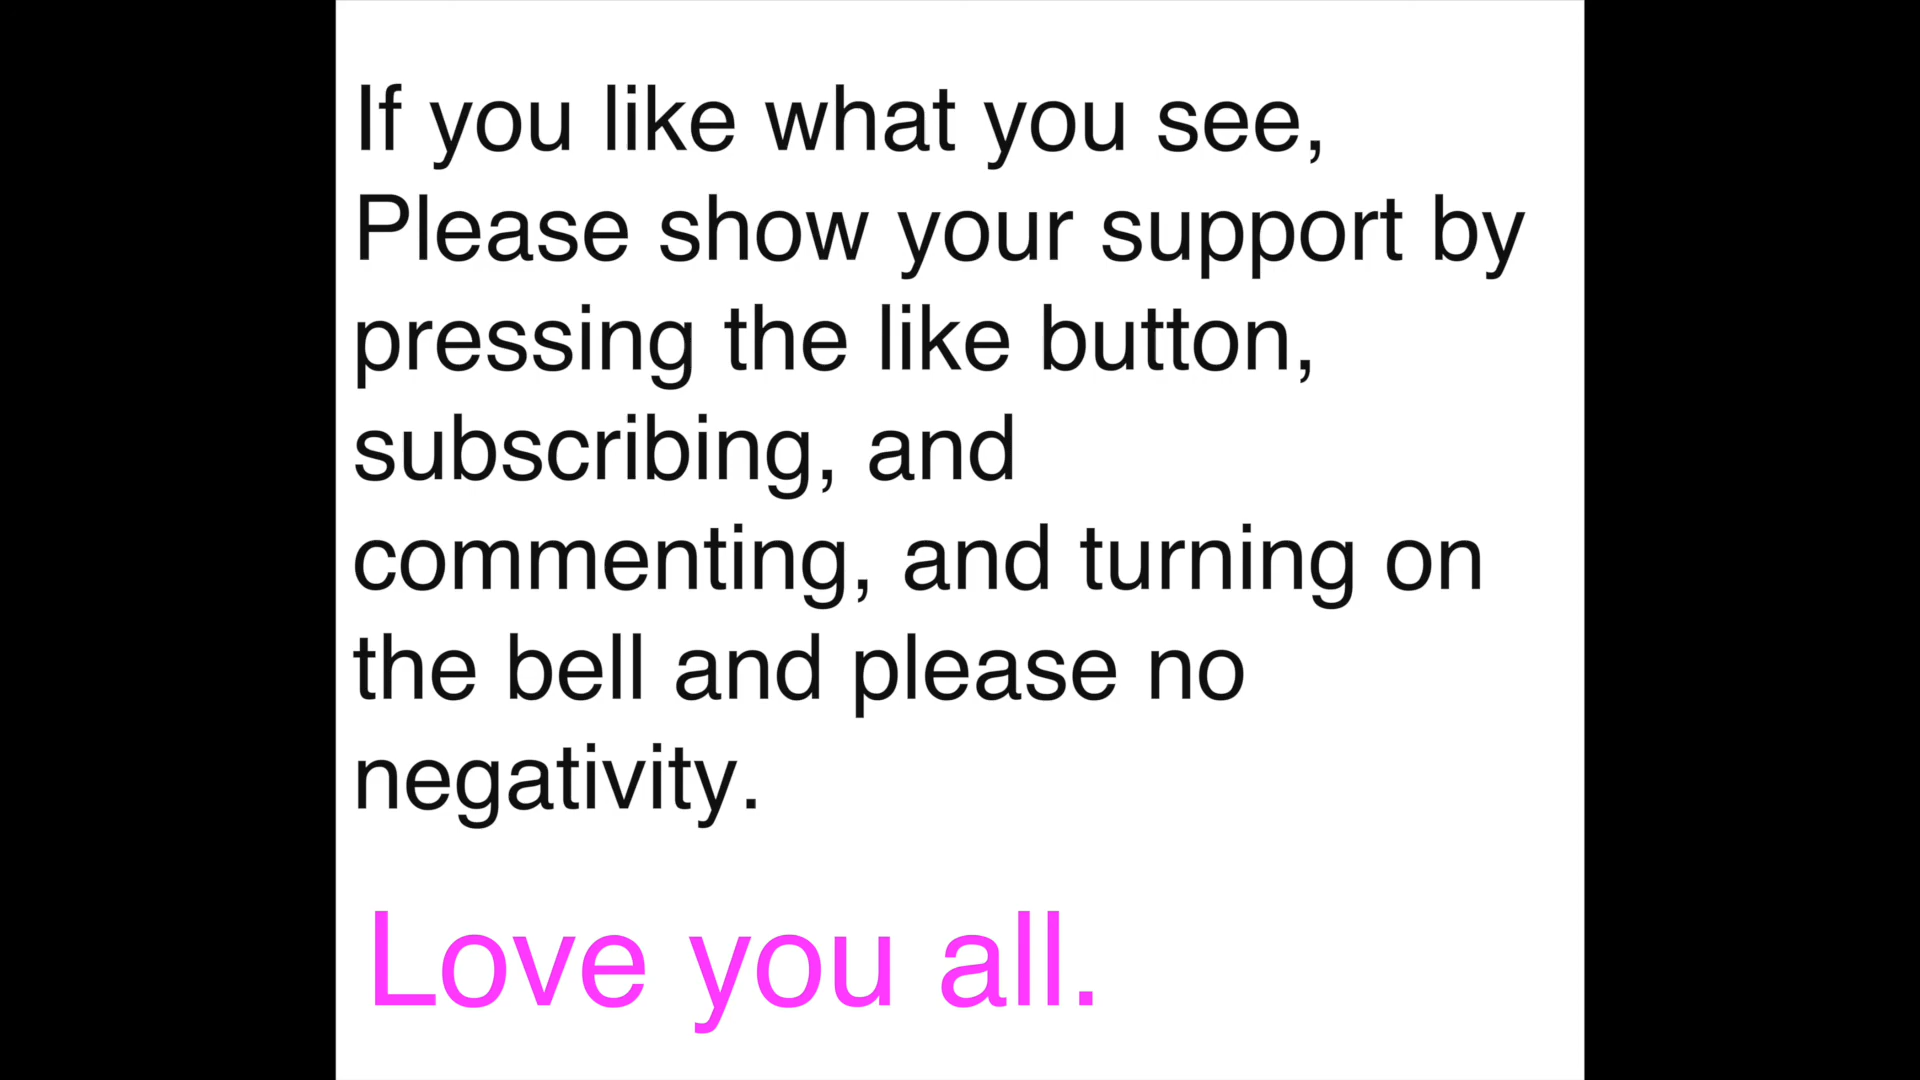 If you like what you see,
Please show your support by
pressing the like button,
subscribing, and
commenting, and turning on
the bell and please no
negativity.
Love you all.